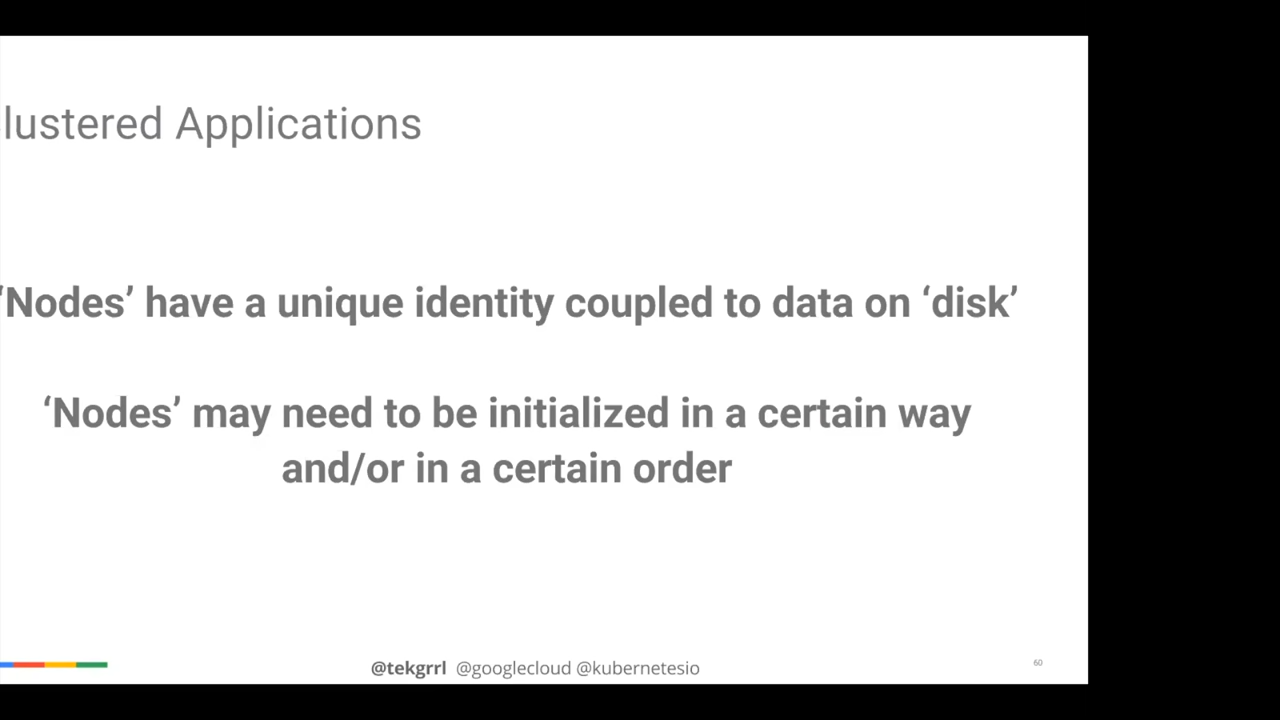 lustered Applications
‘Nodes’ have a unique identity coupled to data on ‘disk’
‘Nodes’ may need to be initialized in a certain way
and/or in a certain order
@tekgrrl @googlecloud @kubernetesio
60